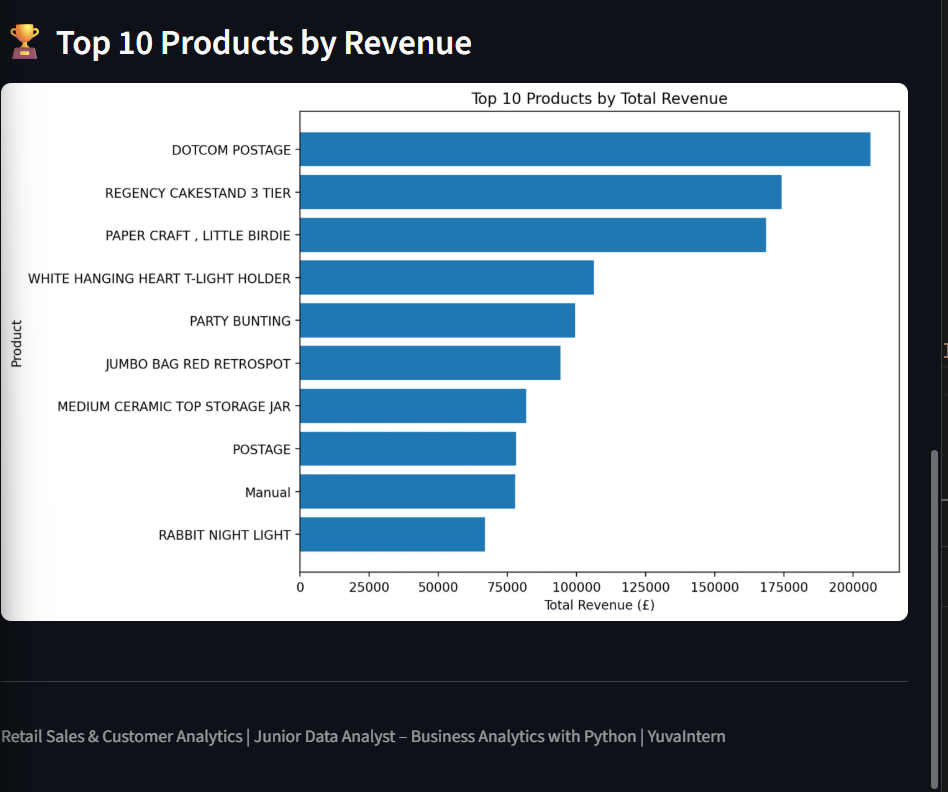 🏆 Top 10 Products by Revenue
Top 10 Products by Total Revenue
Product
DOTCOM POSTAGE
REGENCY CAKESTAND 3 TIER
PAPER CRAFT , LITTLE BIRDIE
WHITE HANGING HEART T-LIGHT HOLDER
PARTY BUNTING
JUMBO BAG RED RETROSPOT
MEDIUM CERAMIC TOP STORAGE JAR
POSTAGE
Manual
RABBIT NIGHT LIGHT
0 25000 50000 75000 100000 125000 150000 175000 200000
Total Revenue (£)
Retail Sales & Customer Analytics | Junior Data Analyst – Business Analytics with Python | YuvaIntern